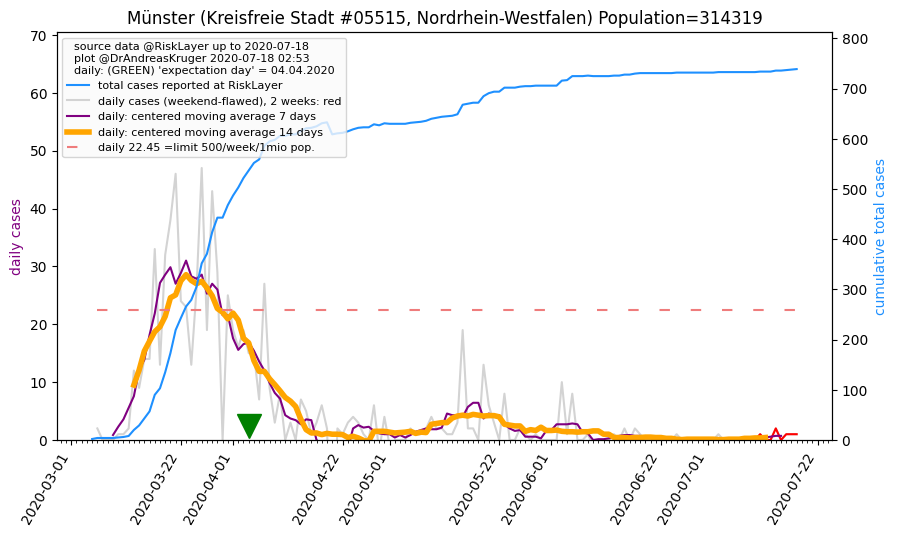 Münster (Kreisfreie Stadt #05515, Nordrhein-Westfalen) Population=314319
source data @RiskLayer up to 2020-07-18
plot @DrAndreasKruger 2020-07-18 02:53
daily: (GREEN) 'expectation day' = 04.04.2020
total cases reported at RiskLayer
daily cases (weekend-flawed), 2 weeks: red
daily: centered moving average 7 days
daily: centered moving average 14 days
daily 22.45 =limit 500/week/1mio pop.
daily cases
70
60
50
40
30
20
10
0
800
700
600
500
400
300
200
100
0
cumulative total cases
2020-03-01
2020-03-22
2020-04-01
2020-04-22
2020-05-01
2020-05-22
2020-06-01
2020-06-22
2020-07-01
2020-07-22